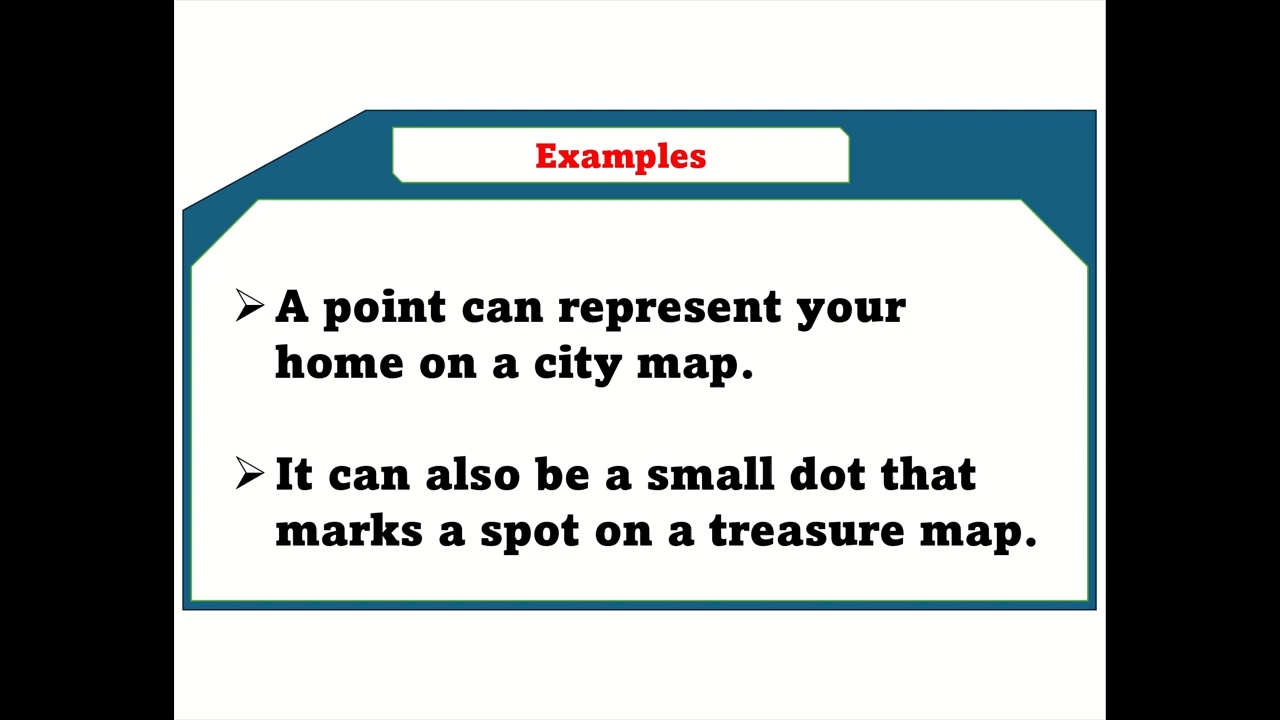 Examples
➢ A point can represent your
home on a city map.
➢ It can also be a small dot that
marks a spot on a treasure map.